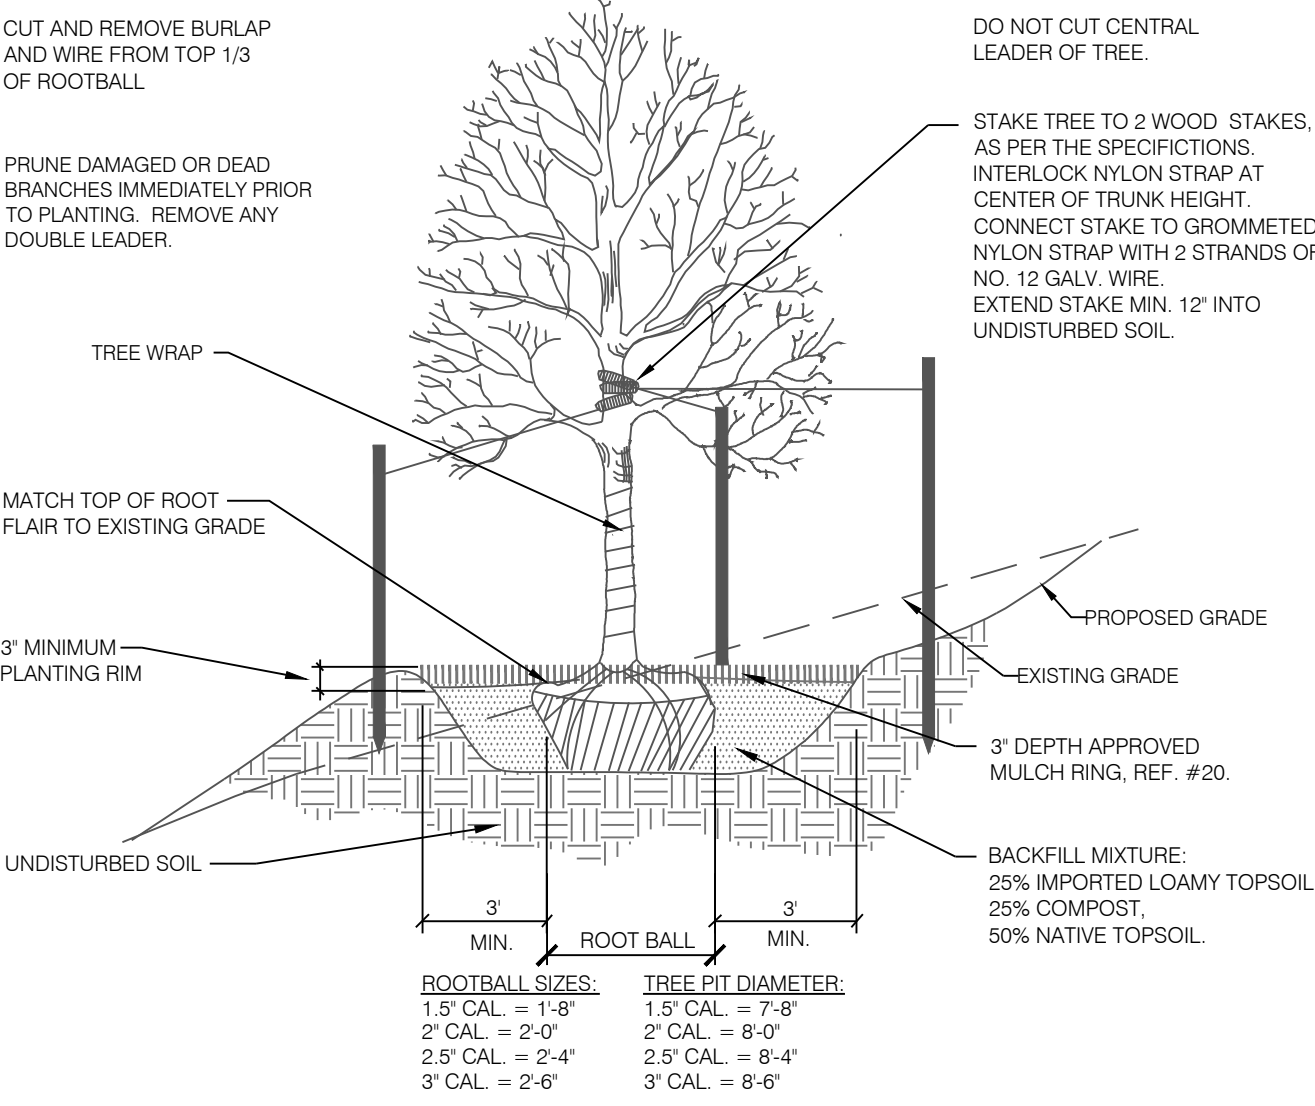 CUT AND REMOVE BURLAP
AND WIRE FROM TOP 1/3
OF ROOTBALL
PRUNE DAMAGED OR DEAD
BRANCHES IMMEDIATELY PRIOR
TO PLANTING. REMOVE ANY
DOUBLE LEADER.
DO NOT CUT CENTRAL
LEADER OF TREE.
STAKE TREE TO 2 WOOD STAKES,
AS PER THE SPECIFICTIONS.
INTERLOCK NYLON STRAP AT
CENTER OF TRUNK HEIGHT.
CONNECT STAKE TO GROMMETED
NYLON STRAP WITH 2 STRANDS OF
NO. 12 GALV. WIRE.
EXTEND STAKE MIN. 12" INTO
UNDISTURBED SOIL.
TREE WRAP
MATCH TOP OF ROOT
FLAIR TO EXISTING GRADE
3" MINIMUM
PLANTING RIM
PROPOSED GRADE
EXISTING GRADE
3" DEPTH APPROVED
MULCH RING, REF. #20.
UNDISTURBED SOIL
BACKFILL MIXTURE:
25% IMPORTED LOAMY TOPSOIL
25% COMPOST,
50% NATIVE TOPSOIL.
3'
MIN.
ROOT BALL
3'
MIN.
ROOTBALL SIZES:
1.5" CAL. = 1'-8"
2" CAL. = 2'-0"
2.5" CAL. = 2'-4"
3" CAL. = 2'-6"
TREE PIT DIAMETER:
1.5" CAL. = 7'-8"
2" CAL. = 8'-0"
2.5" CAL. = 8'-4"
3" CAL. = 8'-6"